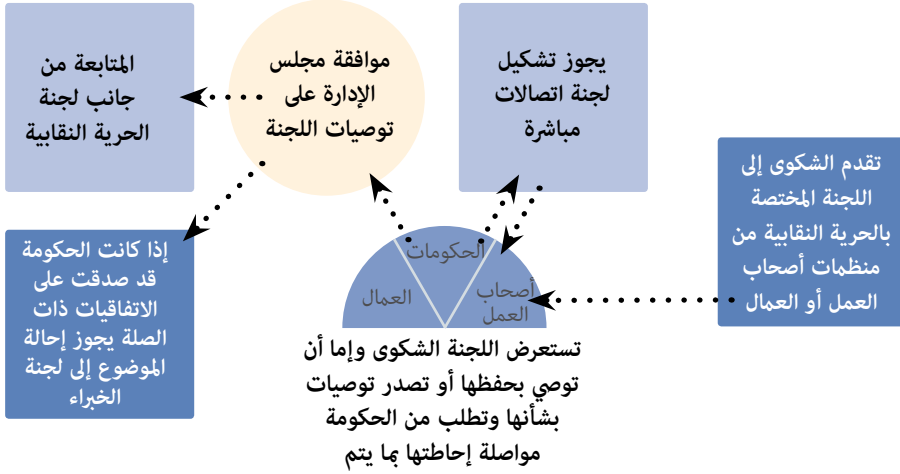 تقدم الشكوى إلى
اللجنة المختصة
بالحرية النقابية من
منظمات أصحاب
العمل أو العمال
يجوز تشكيل
لجنة اتصالات
مباشرة
موافقة مجلس
الإدارة على
توصيات اللجنة
المتابعة من
جانب لجنة
الحرية النقابية
إذا كانت الحكومة
قد صدقت على
الاتفاقيات ذات
الصلة يجوز إحالة
الموضوع إلى لجنة
الخبراء
الحكومات
أصحاب
العمل
العمال
تستعرض اللجنة الشكوى وإما أن
توصي بحفظها أو تصدر توصيات
بشأنها وتطلب من الحكومة
مواصلة إحاطتها بما يتم